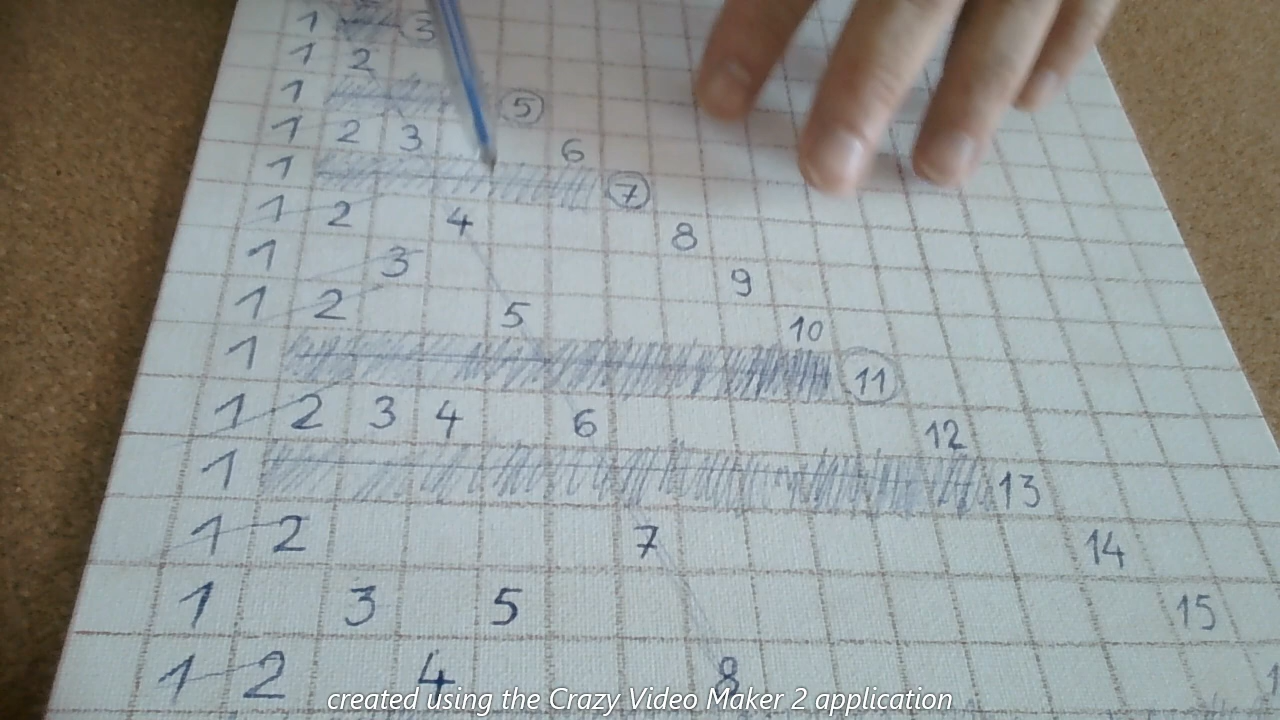 1 3
1 2
1 5
1 2 3 6
1 7
1 2 4 8
1 3 9
1 2 5 10
1 11
1 2 3 4 6 12
1 13
1 2 7 14
1 3 5 15
1 2 4 8 1
created using the Crazy Video Maker 2 application